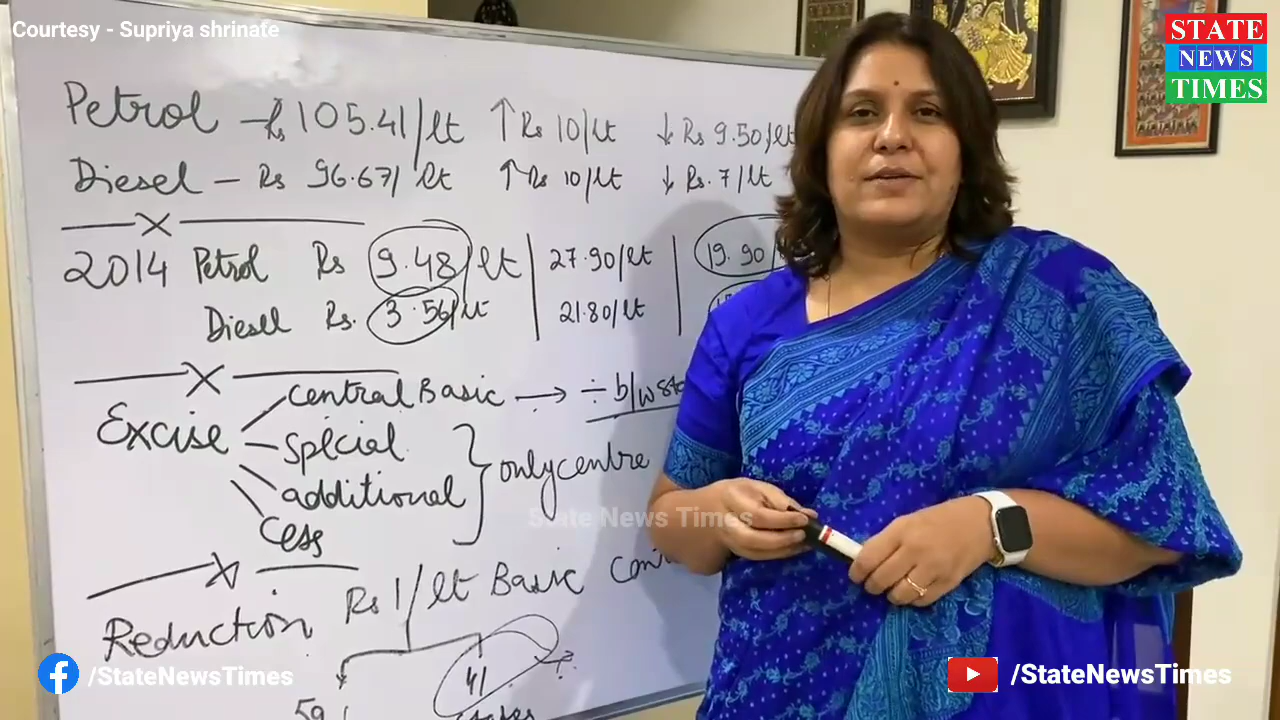 Courtesy - Supriya shrinate
STATE
NEWS
TIMES
Petrol - Rs 105.41/lt ↑ Rs 10/lt ↓ Rs 9.50/lt
Diesel - Rs 96.67/ lt ↑ Rs 10/lt ↓ Rs. 7/lt
2014 Petrol Rs 9.48/lt | 27.90/lt | 19.90/
Diesel Rs. 3.56/lt | 21.80/lt |
Excise
central Basic → ÷ b/w
special
additional
cess
} only centre
State News Times
Reduction Rs 1/lt Basic
59
41 ?
/StateNewsTimes
/StateNewsTimes